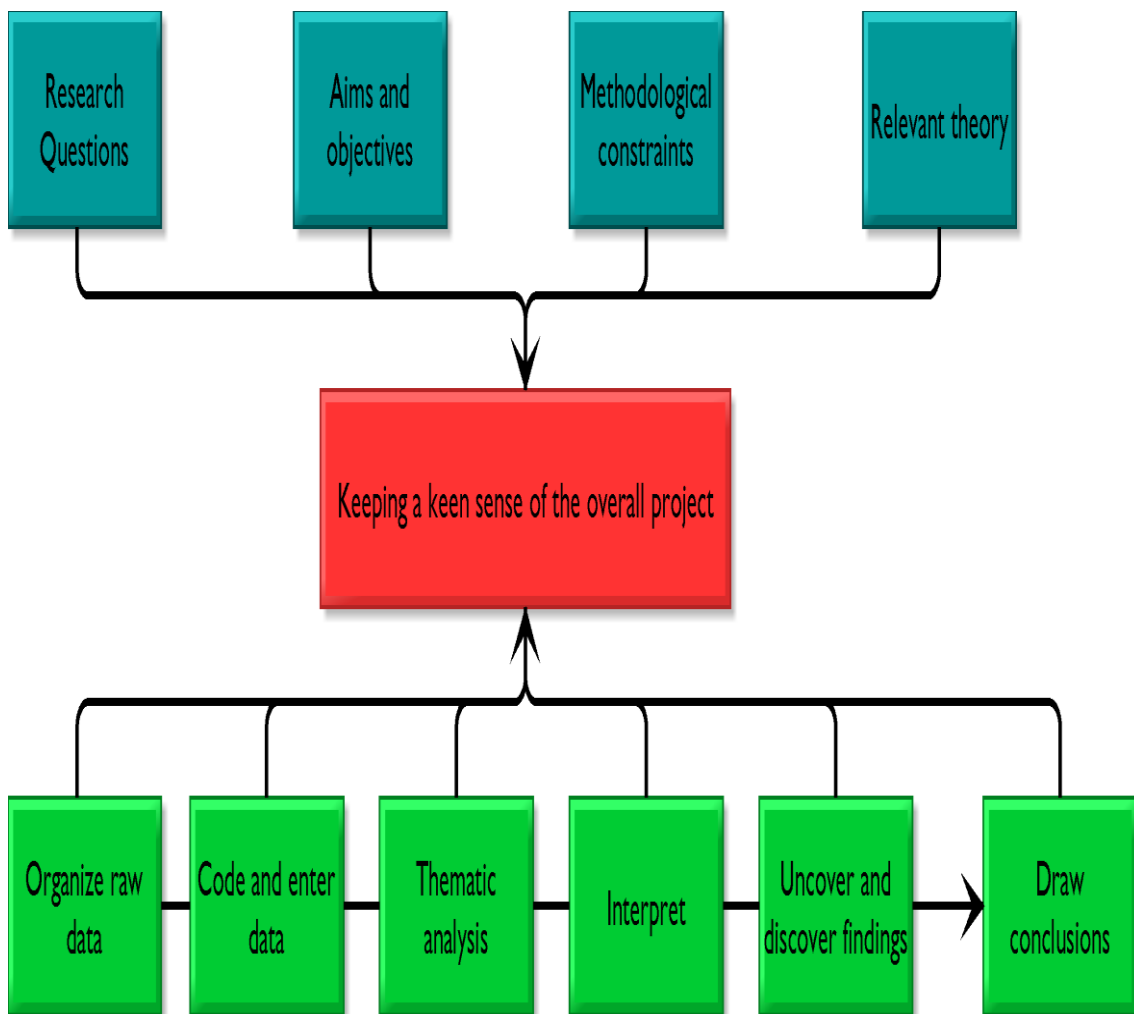 Research
Questions
Aims and
objectives
Methodological
constraints
Relevant theory
Keeping a keen sense of the overall project
Organize raw
data
Code and enter
data
Thematic
analysis
Interpret
Uncover and
discover findings
Draw
conclusions